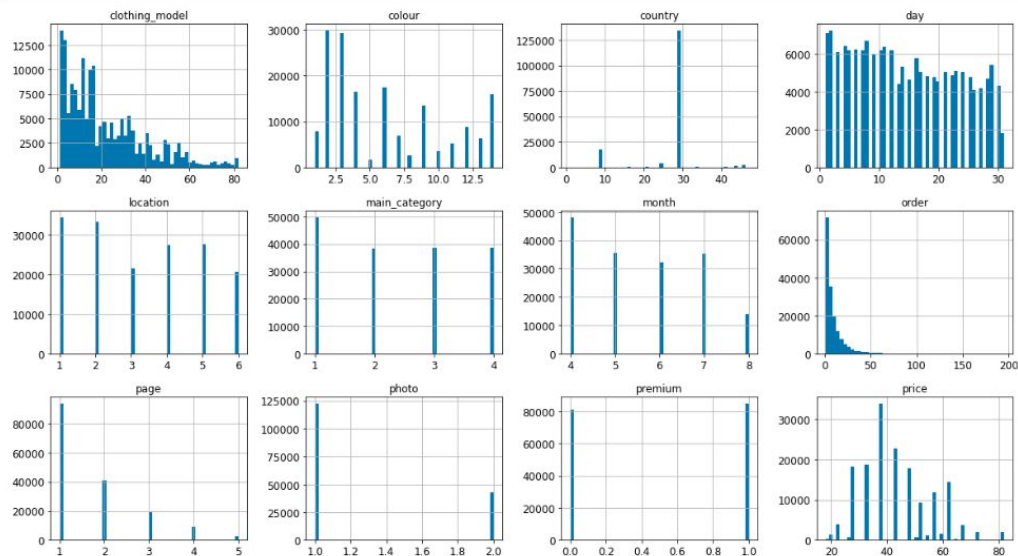 clothing_model colour country day
15000 30000 125000
12500 100000 6000
10000 20000 75000 4000
7500 50000
5000 10000 2000
2500 25000
0 0 0 0
0 20 40 60 80 2.5 5.0 7.5 10.0 12.5 0 20 40 0 10 20 30
location main_category month order
50000 50000
30000 40000 40000 60000
20000 30000 30000 40000
20000 20000
10000 10000 10000 20000
0 0 0 0
1 2 3 4 5 6 1 2 3 4 4 5 6 7 8 0 50 100 150 200
page photo premium price
125000
80000 100000 80000 30000
60000 75000 60000 20000
40000 50000 40000
20000 25000 20000 10000
0 0 0 0
1 2 3 4 5 1.0 1.2 1.4 1.6 1.8 2.0 0.0 0.2 0.4 0.6 0.8 1.0 20 40 60 80